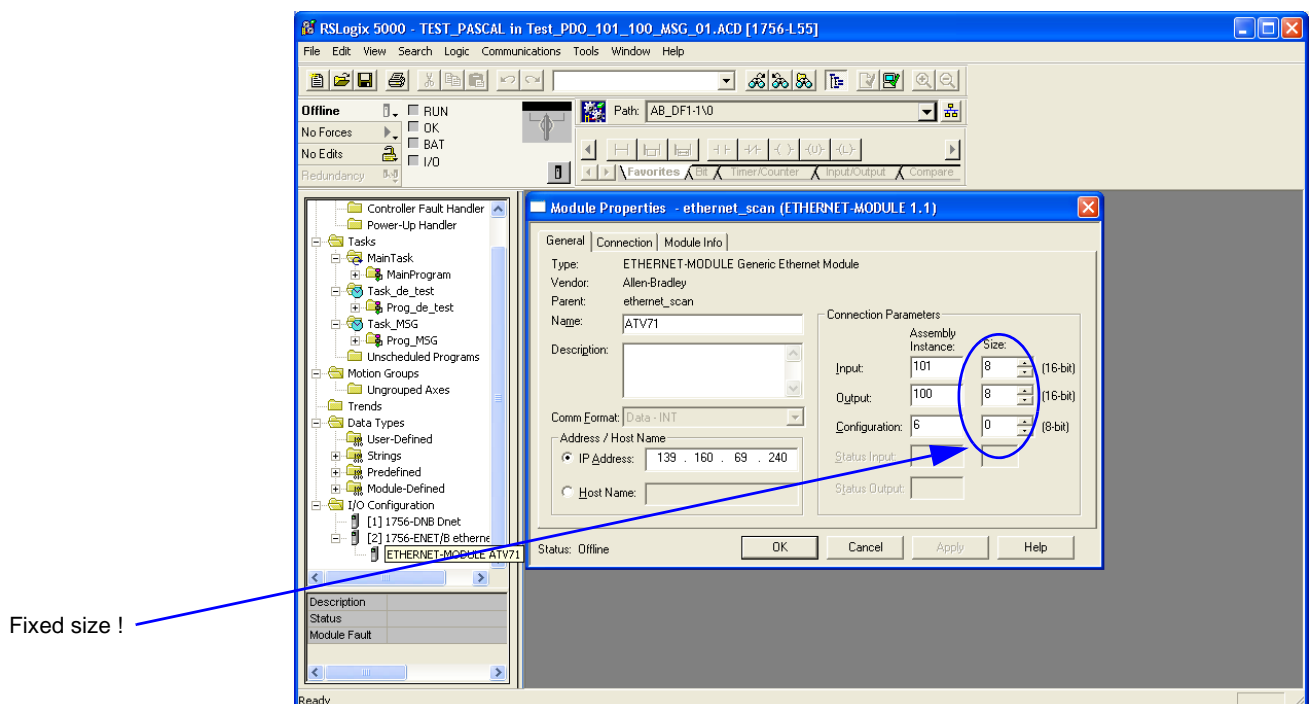 RSLogix 5000 - TEST_PASCAL in Test_PDO_101_100_MSG_01.ACD [1756-L55]
File Edit View Search Logic Communications Tools Window Help
Offline
RUN
No Forces
OK
No Edits
BAT
Redundancy
I/O
Path: AB_DF1-1\0
Favorites Bit Timer/Counter Input/Output Compare
Controller Fault Handler
Power-Up Handler
Tasks
MainTask
MainProgram
Task_de_test
Prog_de_test
Task_MSG
Prog_MSG
Unscheduled Programs
Motion Groups
Ungrouped Axes
Trends
Data Types
User-Defined
Strings
Predefined
Module-Defined
I/O Configuration
[1] 1756-DNB Dnet
[2] 1756-ENET/B etherne
ETHERNET-MODULE ATV71
Description
Status
Module Fault
Module Properties - ethernet_scan (ETHERNET-MODULE 1.1)
General Connection Module Info
Type: ETHERNET-MODULE Generic Ethernet Module
Vendor: Allen-Bradley
Parent: ethernet_scan
Name: ATV71
Description:
Comm Format: Data - INT
Address / Host Name
IP Address: 139 . 160 . 69 . 240
Host Name:
Connection Parameters
Assembly
Instance: Size:
Input: 101 8 (16-bit)
Output: 100 8 (16-bit)
Configuration: 6 0 (8-bit)
Status Input:
Status Output:
Status: Offline
OK Cancel Apply Help
Fixed size !
Ready